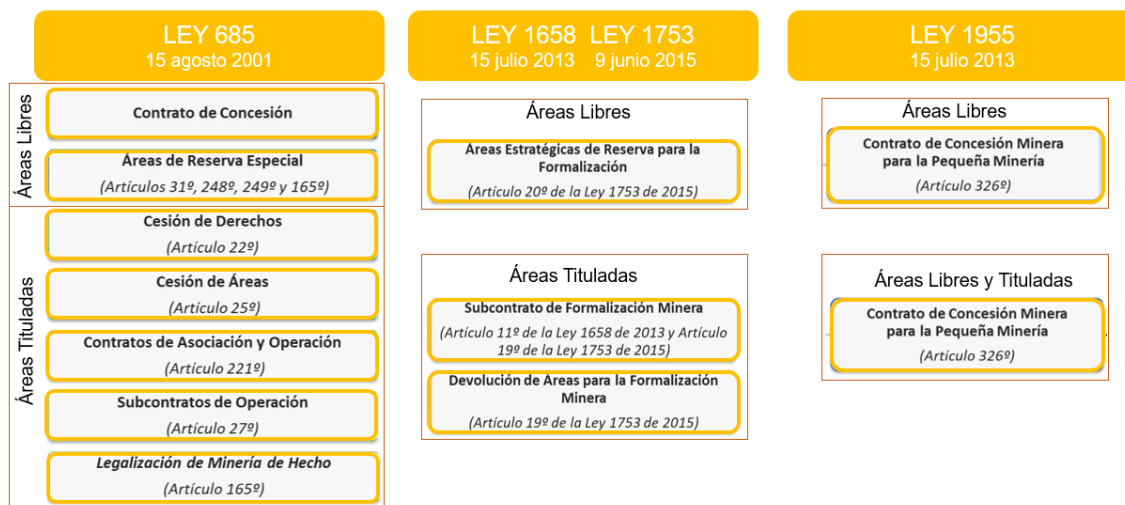 LEY 685
15 agosto 2001
Áreas Libres
Contrato de Concesión
Áreas de Reserva Especial
(Artículos 31º, 248º, 249º y 165º)
Áreas Tituladas
Cesión de Derechos
(Artículo 22º)
Cesión de Áreas
(Artículo 25º)
Contratos de Asociación y Operación
(Artículo 221º)
Subcontratos de Operación
(Artículo 27º)
Legalización de Minería de Hecho
(Artículo 165º)
LEY 1658 LEY 1753
15 julio 2013 9 junio 2015
Áreas Libres
Áreas Estratégicas de Reserva para la
Formalización
(Artículo 20º de la Ley 1753 de 2015)
Áreas Tituladas
Subcontrato de Formalización Minera
(Artículo 11º de la Ley 1658 de 2013 y Artículo
19º de la Ley 1753 de 2015)
Devolución de Áreas para la Formalización
Minera
(Artículo 19º de la Ley 1753 de 2015)
LEY 1955
15 julio 2013
Áreas Libres
Contrato de Concesión Minera
para la Pequeña Minería
(Artículo 326º)
Áreas Libres y Tituladas
Contrato de Concesión Minera
para la Pequeña Minería
(Artículo 326º)